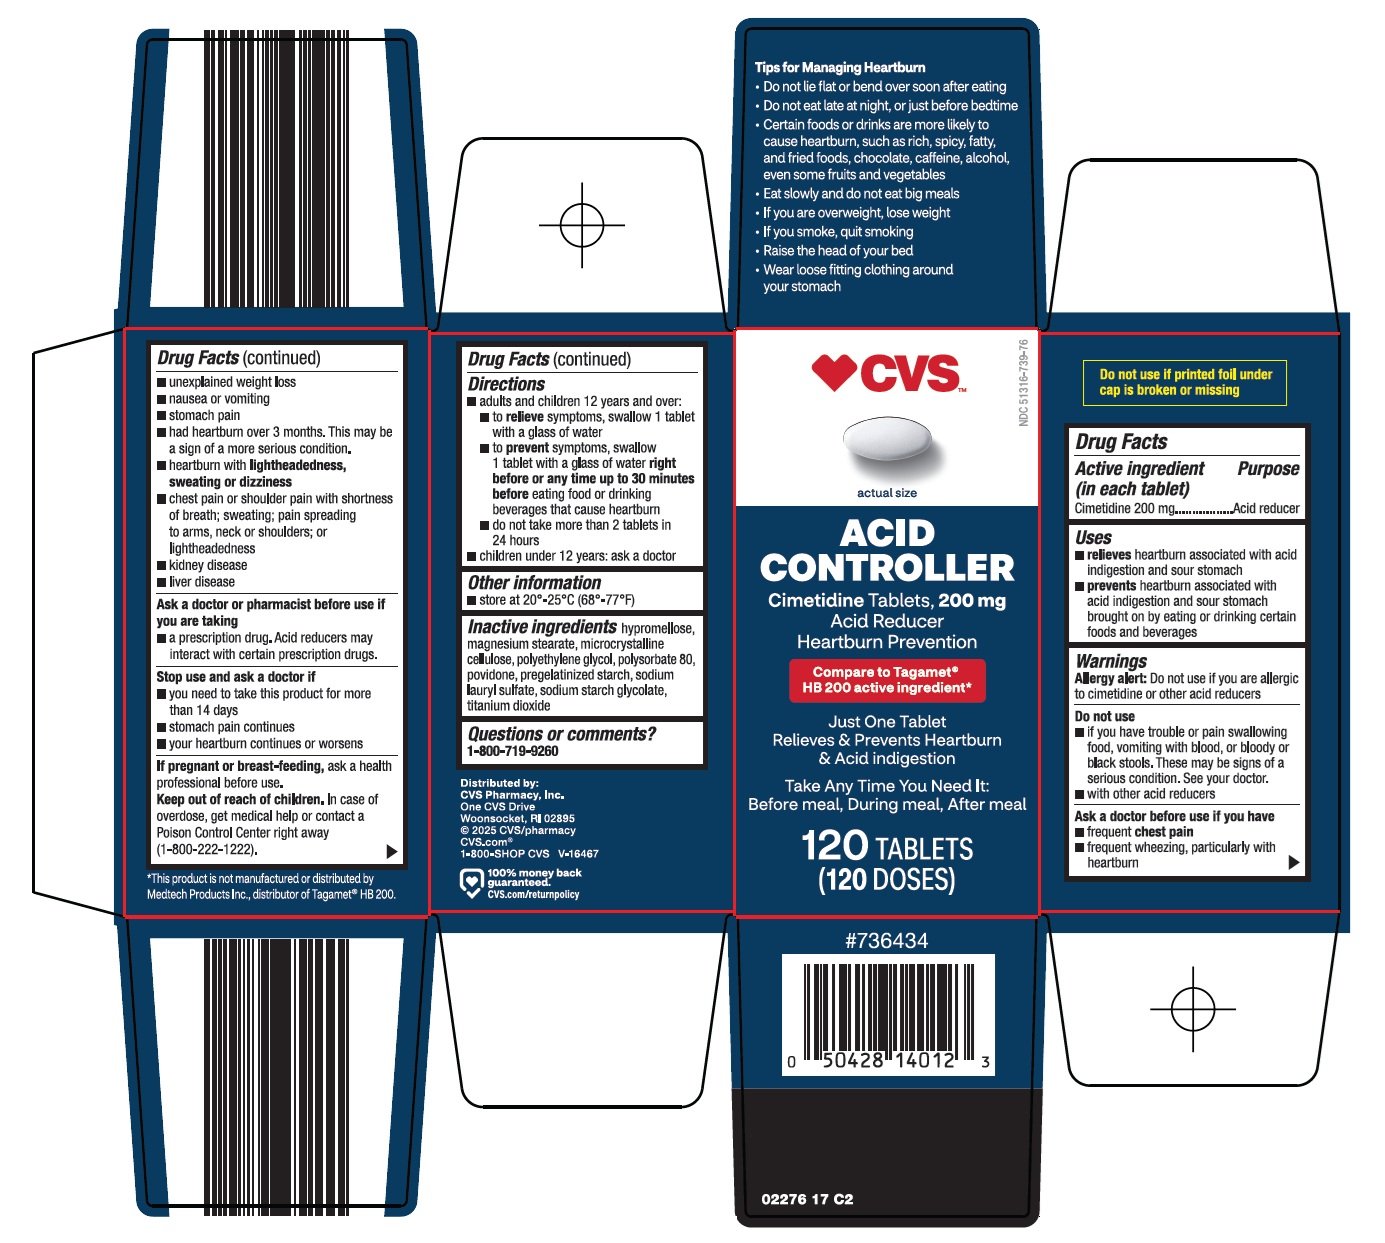 Tips for Managing Heartburn
• Do not lie flat or bend over soon after eating
• Do not eat late at night, or just before bedtime
• Certain foods or drinks are more likely to
cause heartburn, such as rich, spicy, fatty,
and fried foods, chocolate, caffeine, alcohol,
even some fruits and vegetables
• Eat slowly and do not eat big meals
• If you are overweight, lose weight
• If you smoke, quit smoking
• Raise the head of your bed
• Wear loose fitting clothing around
your stomach
Drug Facts (continued)
■ unexplained weight loss
■ nausea or vomiting
■ stomach pain
■ had heartburn over 3 months. This may be
a sign of a more serious condition.
■ heartburn with lightheadedness,
sweating or dizziness
■ chest pain or shoulder pain with shortness
of breath; sweating; pain spreading
to arms, neck or shoulders; or
lightheadedness
■ kidney disease
■ liver disease
Ask a doctor or pharmacist before use if
you are taking
■ a prescription drug. Acid reducers may
interact with certain prescription drugs.
Stop use and ask a doctor if
■ you need to take this product for more
than 14 days
■ stomach pain continues
■ your heartburn continues or worsens
If pregnant or breast-feeding, ask a health
professional before use.
Keep out of reach of children. In case of
overdose, get medical help or contact a
Poison Control Center right away
(1-800-222-1222).
*This product is not manufactured or distributed by
Medtech Products Inc., distributor of Tagamet® HB 200.
Drug Facts (continued)
Directions
■ adults and children 12 years and over:
■ to relieve symptoms, swallow 1 tablet
with a glass of water
■ to prevent symptoms, swallow
1 tablet with a glass of water right
before or any time up to 30 minutes
before eating food or drinking
beverages that cause heartburn
■ do not take more than 2 tablets in
24 hours
■ children under 12 years: ask a doctor
Other information
■ store at 20°-25°C (68°-77°F)
Inactive ingredients hypromellose,
magnesium stearate, microcrystalline
cellulose, polyethylene glycol, polysorbate 80,
povidone, pregelatinized starch, sodium
lauryl sulfate, sodium starch glycolate,
titanium dioxide
Questions or comments?
1-800-719-9260
Distributed by:
CVS Pharmacy, Inc.
One CVS Drive
Woonsocket, RI 02895
© 2025 CVS/pharmacy
CVS.com®
1-800-SHOP CVS V-16467
100% money back
guaranteed.
CVS.com/returnpolicy
CVS™
NDC 51316-739-76
actual size
ACID
CONTROLLER
Cimetidine Tablets, 200 mg
Acid Reducer
Heartburn Prevention
Compare to Tagamet®
HB 200 active ingredient*
Just One Tablet
Relieves & Prevents Heartburn
& Acid indigestion
Take Any Time You Need It:
Before meal, During meal, After meal
120 TABLETS
(120 DOSES)
#736434
0 50428 14012 3
02276 17 C2
Do not use if printed foil under
cap is broken or missing
Drug Facts
Active ingredient Purpose
(in each tablet)
Cimetidine 200 mg................Acid reducer
Uses
■ relieves heartburn associated with acid
indigestion and sour stomach
■ prevents heartburn associated with
acid indigestion and sour stomach
brought on by eating or drinking certain
foods and beverages
Warnings
Allergy alert: Do not use if you are allergic
to cimetidine or other acid reducers
Do not use
■ if you have trouble or pain swallowing
food, vomiting with blood, or bloody or
black stools. These may be signs of a
serious condition. See your doctor.
■ with other acid reducers
Ask a doctor before use if you have
■ frequent chest pain
■ frequent wheezing, particularly with
heartburn